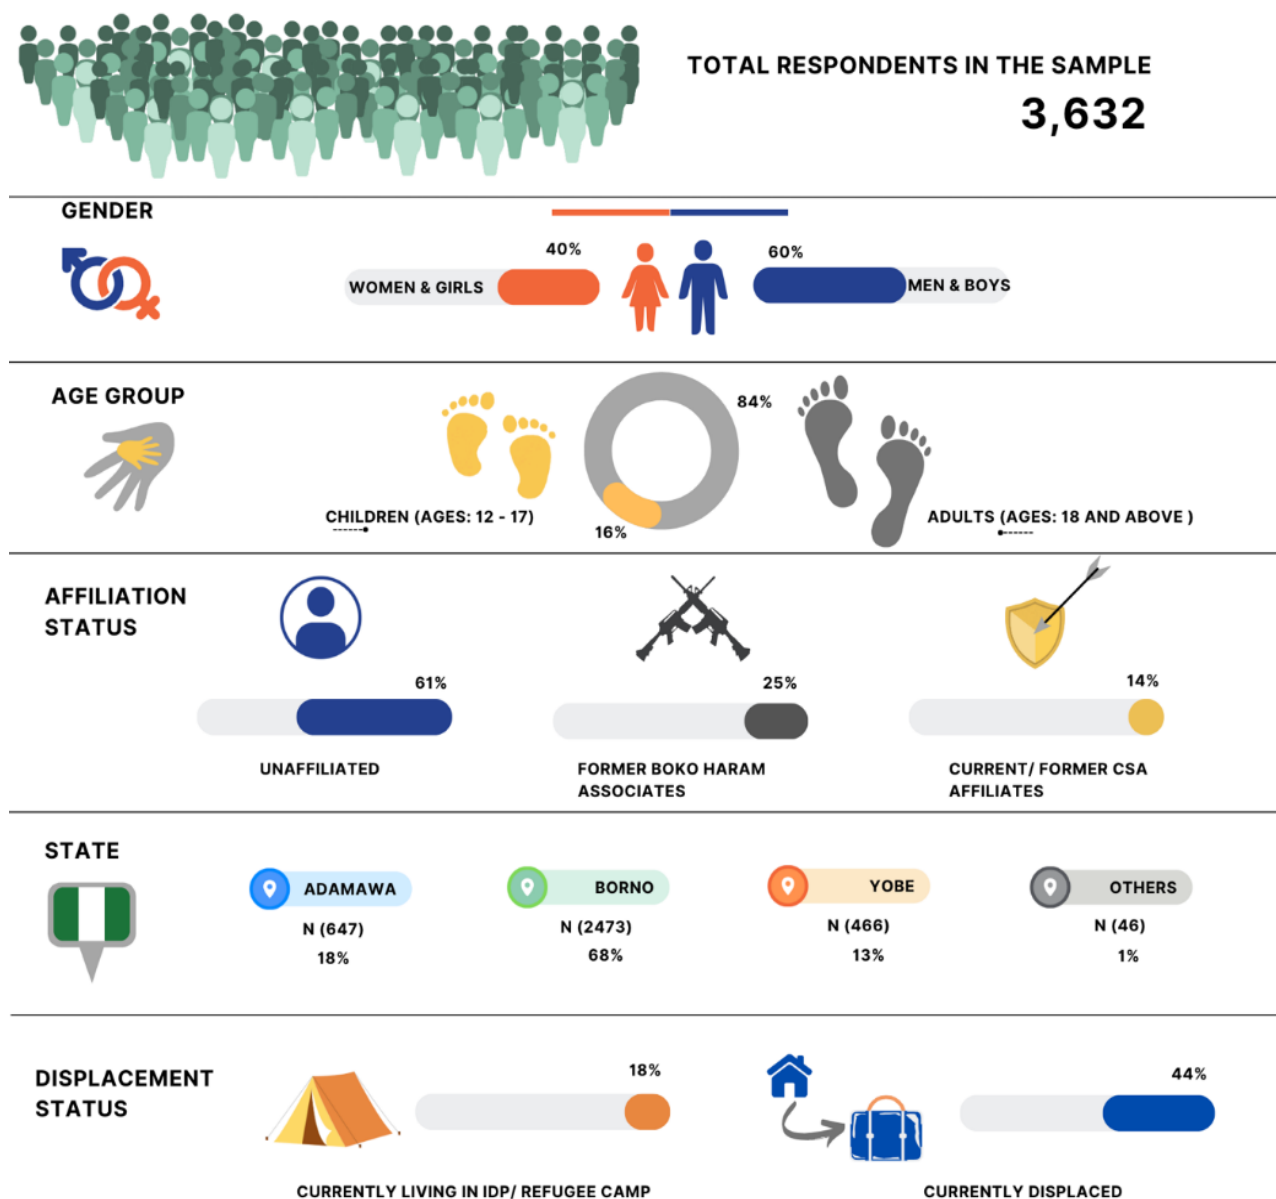 TOTAL RESPONDENTS IN THE SAMPLE
3,632
GENDER
40%
60%
WOMEN & GIRLS
MEN & BOYS
AGE GROUP
84%
CHILDREN (AGES: 12 - 17)
ADULTS (AGES: 18 AND ABOVE )
16%
AFFILIATION
STATUS
61%
25%
14%
UNAFFILIATED
FORMER BOKO HARAM
ASSOCIATES
CURRENT/ FORMER CSA
AFFILIATES
STATE
ADAMAWA
N (647)
18%
BORNO
N (2473)
68%
YOBE
N (466)
13%
OTHERS
N (46)
1%
DISPLACEMENT
STATUS
18%
44%
CURRENTLY LIVING IN IDP/ REFUGEE CAMP
CURRENTLY DISPLACED